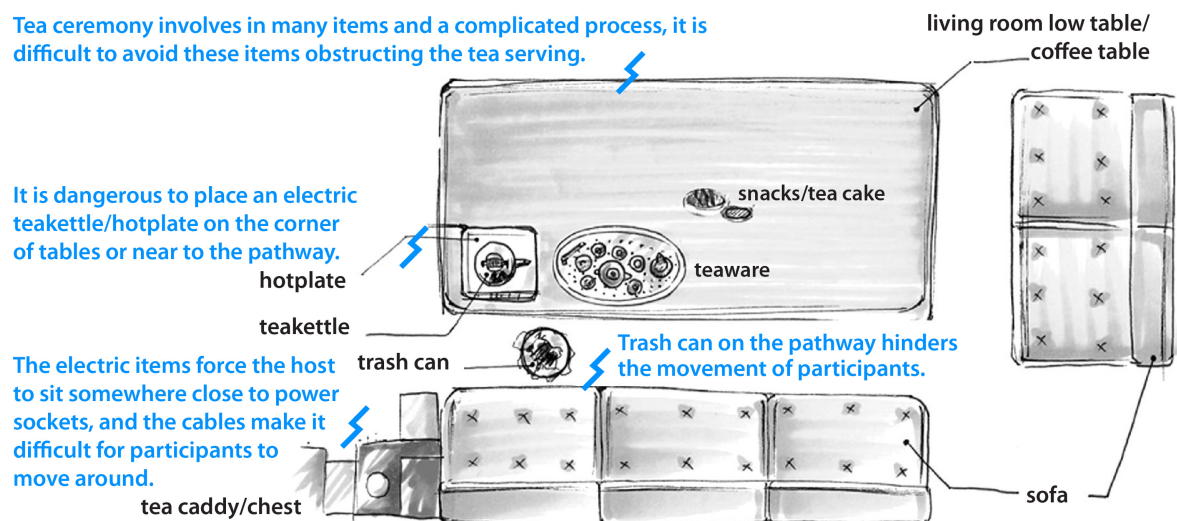 Tea ceremony involves in many items and a complicated process, it is
difficult to avoid these items obstructing the tea serving.
living room low table/
coffee table
It is dangerous to place an electric
teakettle/hotplate on the corner
of tables or near to the pathway.
hotplate
snacks/tea cake
teaware
teakettle
trash can
Trash can on the pathway hinders
the movement of participants.
The electric items force the host
to sit somewhere close to power
sockets, and the cables make it
difficult for participants to
move around.
tea caddy/chest
sofa